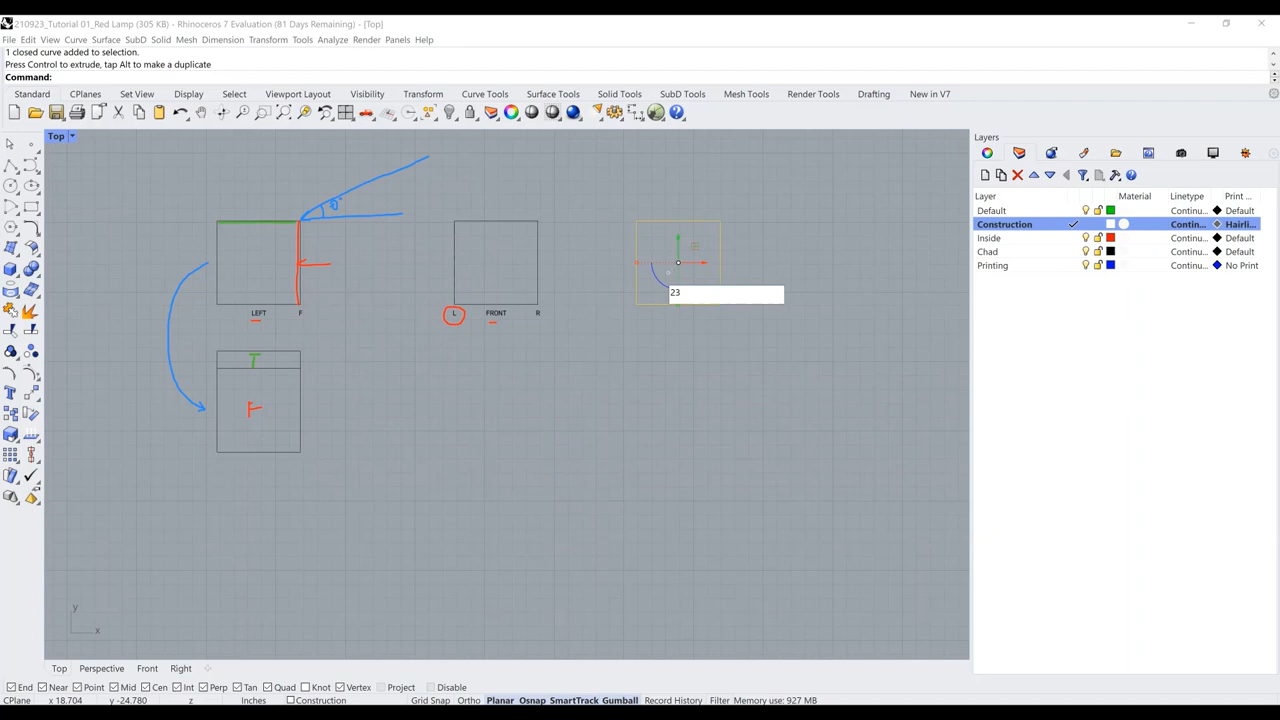 210923_Tutorial 01_Red Lamp (305 KB) - Rhinoceros 7 Evaluation (81 Days Remaining) - [Top]
File Edit View Curve Surface SubD Solid Mesh Dimension Transform Tools Analyze Render Panels Help
1 closed curve added to selection.
Press Control to extrude, tap Alt to make a duplicate
Command:
Standard CPlanes Set View Display Select Viewport Layout Visibility Transform Curve Tools Surface Tools Solid Tools SubD Tools Mesh Tools Render Tools Drafting New in V7
Top
Layers
Layer Material Linetype Print ...
Default Continu... Default
Construction Contin... Hairli...
Inside Continu... Default
Chad Continu... Default
Printing Continu... No Print
23
LEFT F
L FRONT R
T
F
y
x
Top Perspective Front Right
End Near Point Mid Cen Int Perp Tan Quad Knot Vertex Project Disable
CPlane x 18.704 y -24.780 z Inches Construction Grid Snap Ortho Planar Osnap SmartTrack Gumball Record History Filter Memory use: 927 MB